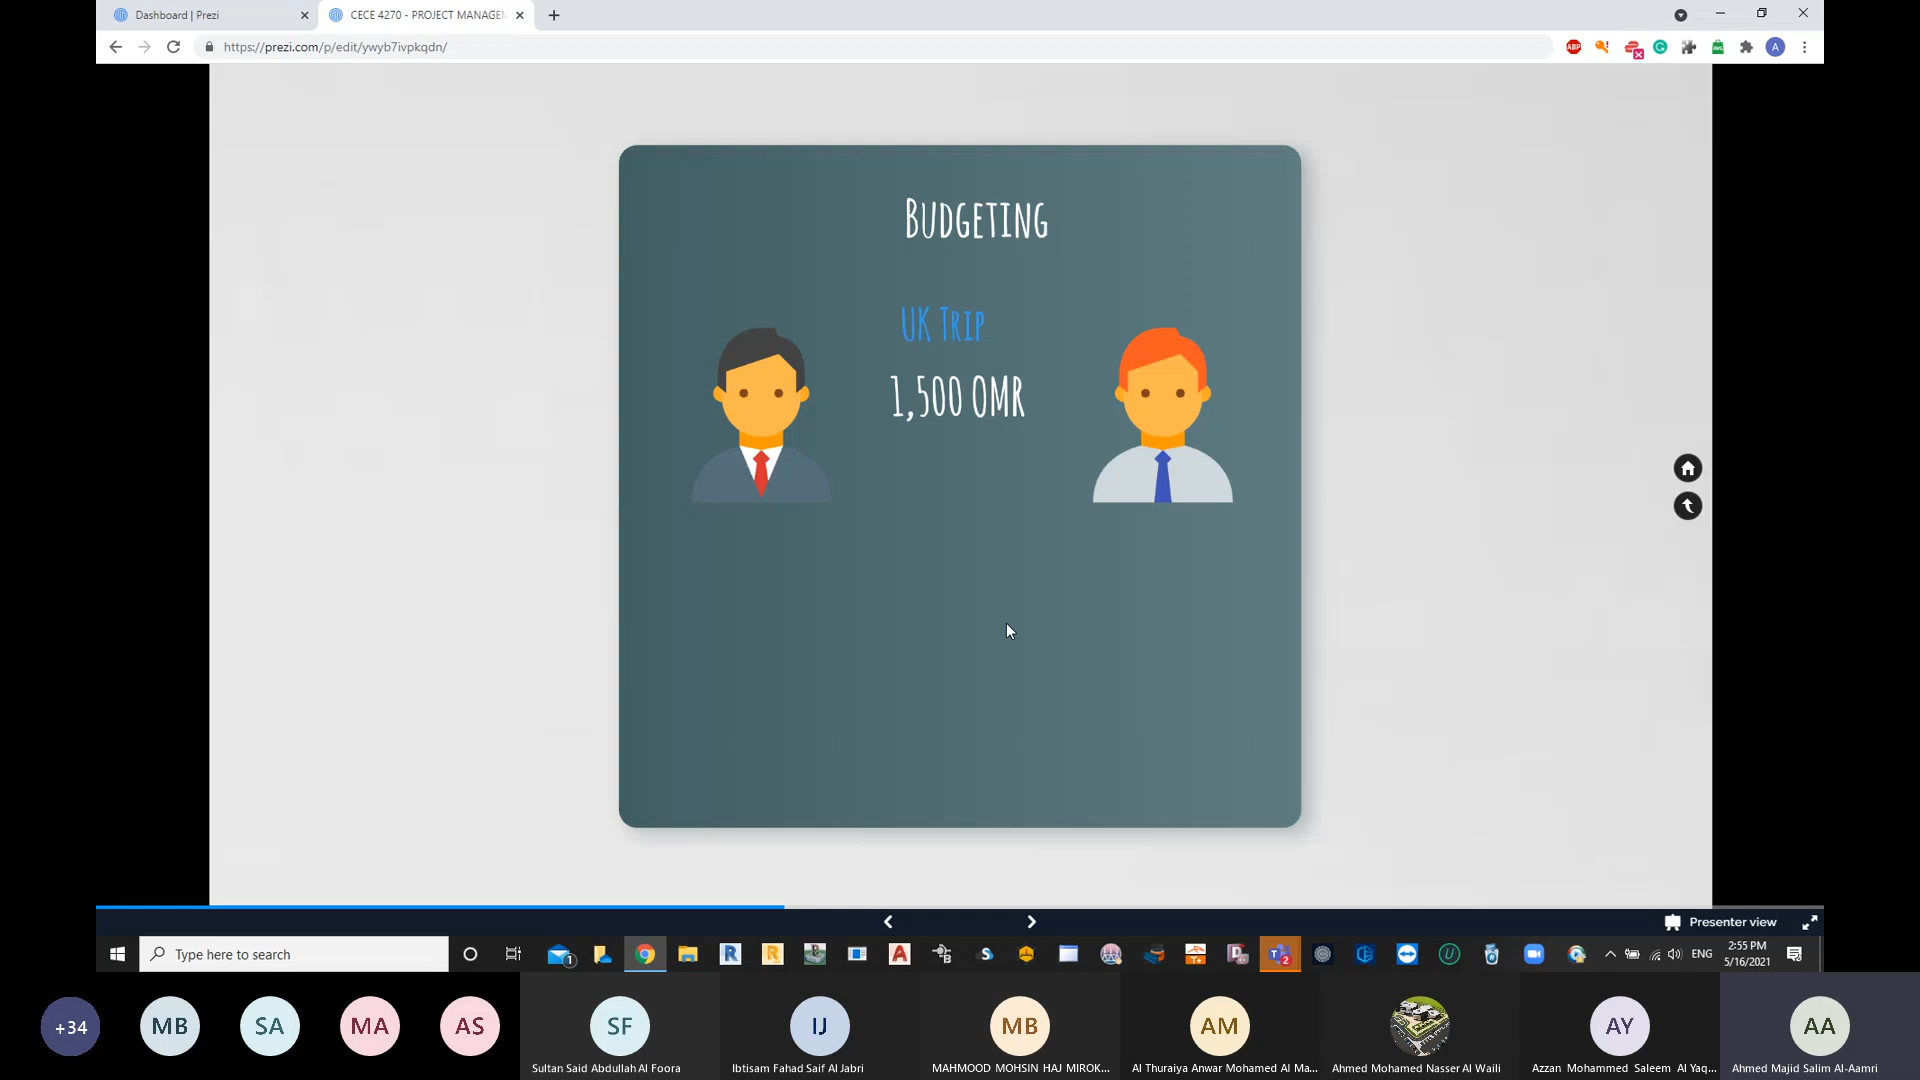 Dashboard | Prezi
CECE 4270 - PROJECT MANAGEM
https://prezi.com/p/edit/ywyb7ivpkqdn/
ABP
A
BUDGETING
UK TRIP
1,500 OMR
Presenter view
Type here to search
ENG
2:55 PM
5/16/2021
+34
MB
SA
MA
AS
SF
Sultan Said Abdullah Al Foora
IJ
Ibtisam Fahad Saif Al Jabri
MB
MAHMOOD MOHSIN HAJ MIROK...
AM
Al Thuraiya Anwar Mohamed Al Ma...
Ahmed Mohamed Nasser Al Waili
AY
Azzan Mohammed Saleem Al Yaq...
AA
Ahmed Majid Salim Al-Aamri